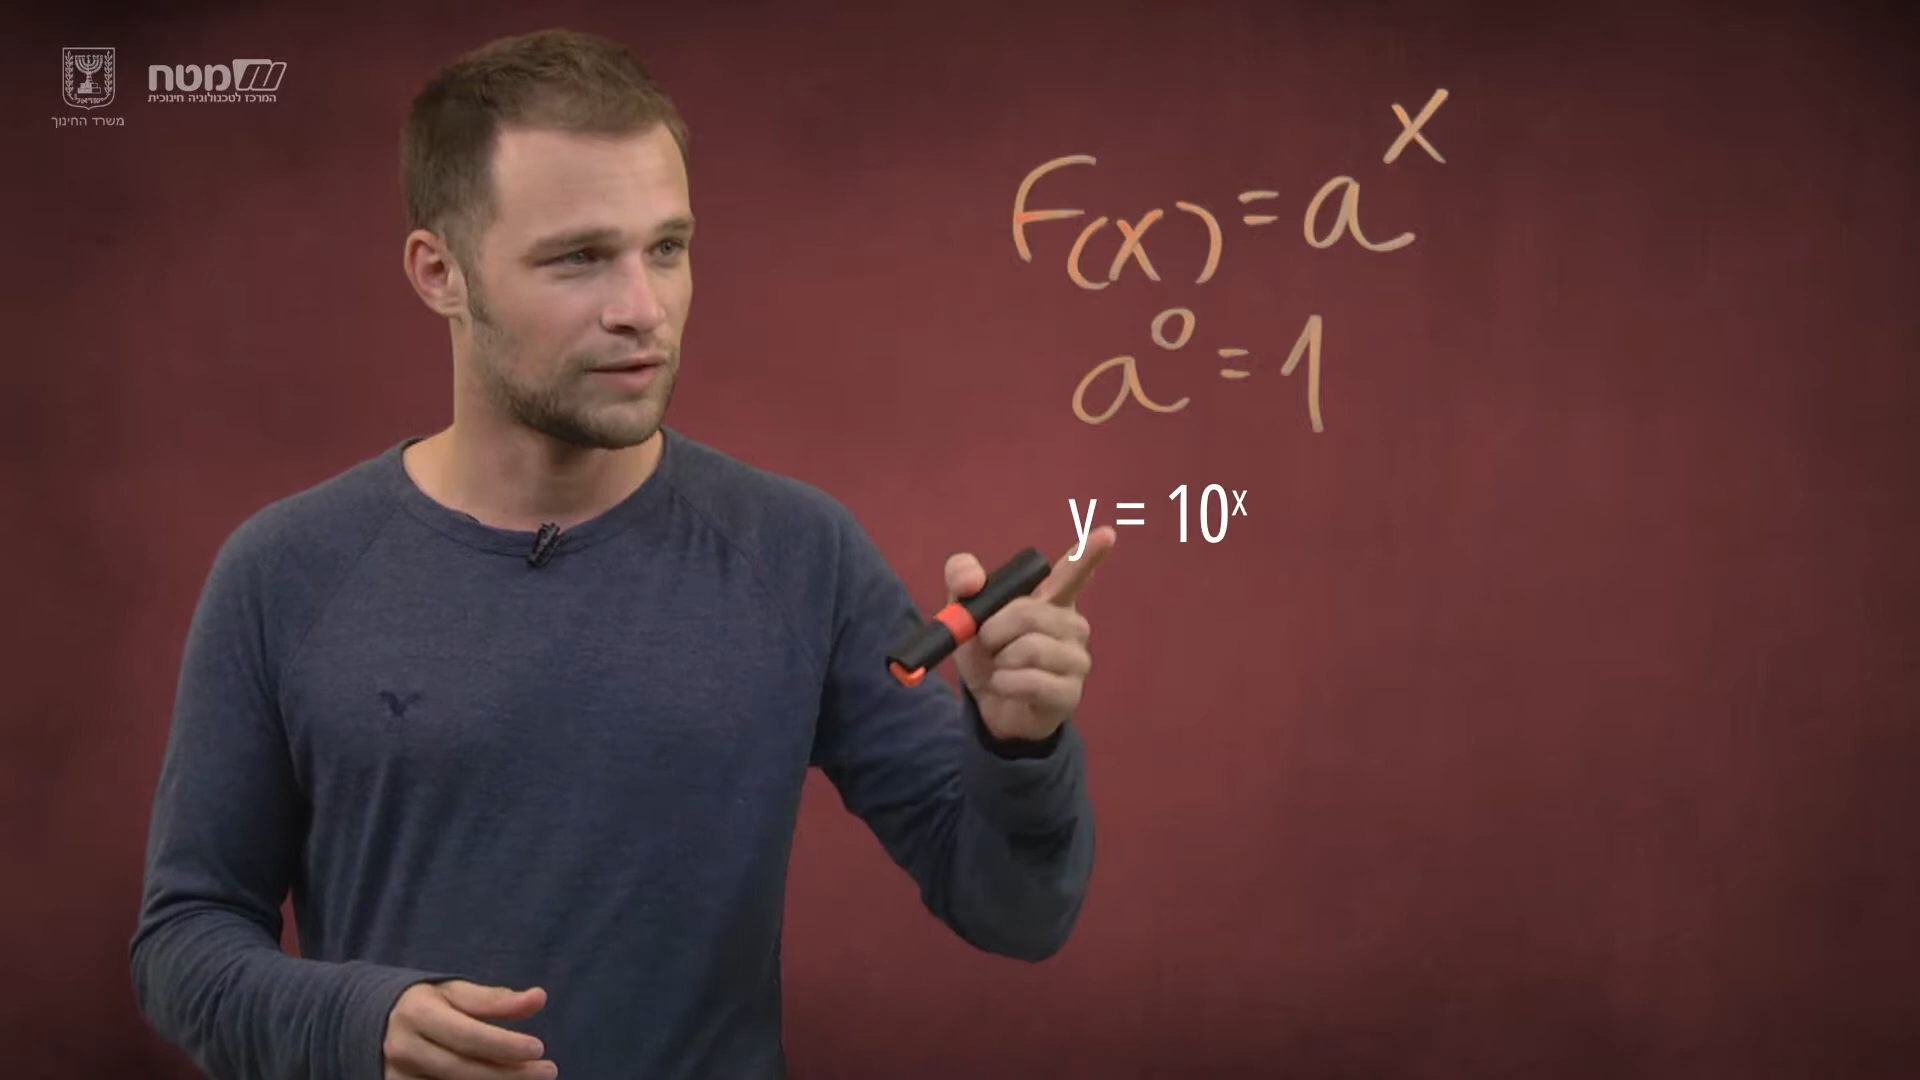 משרד החינוך
מטח
המרכז לטכנולוגיה חינוכית
F(x) = a^x
a^0 = 1
y = 10^x